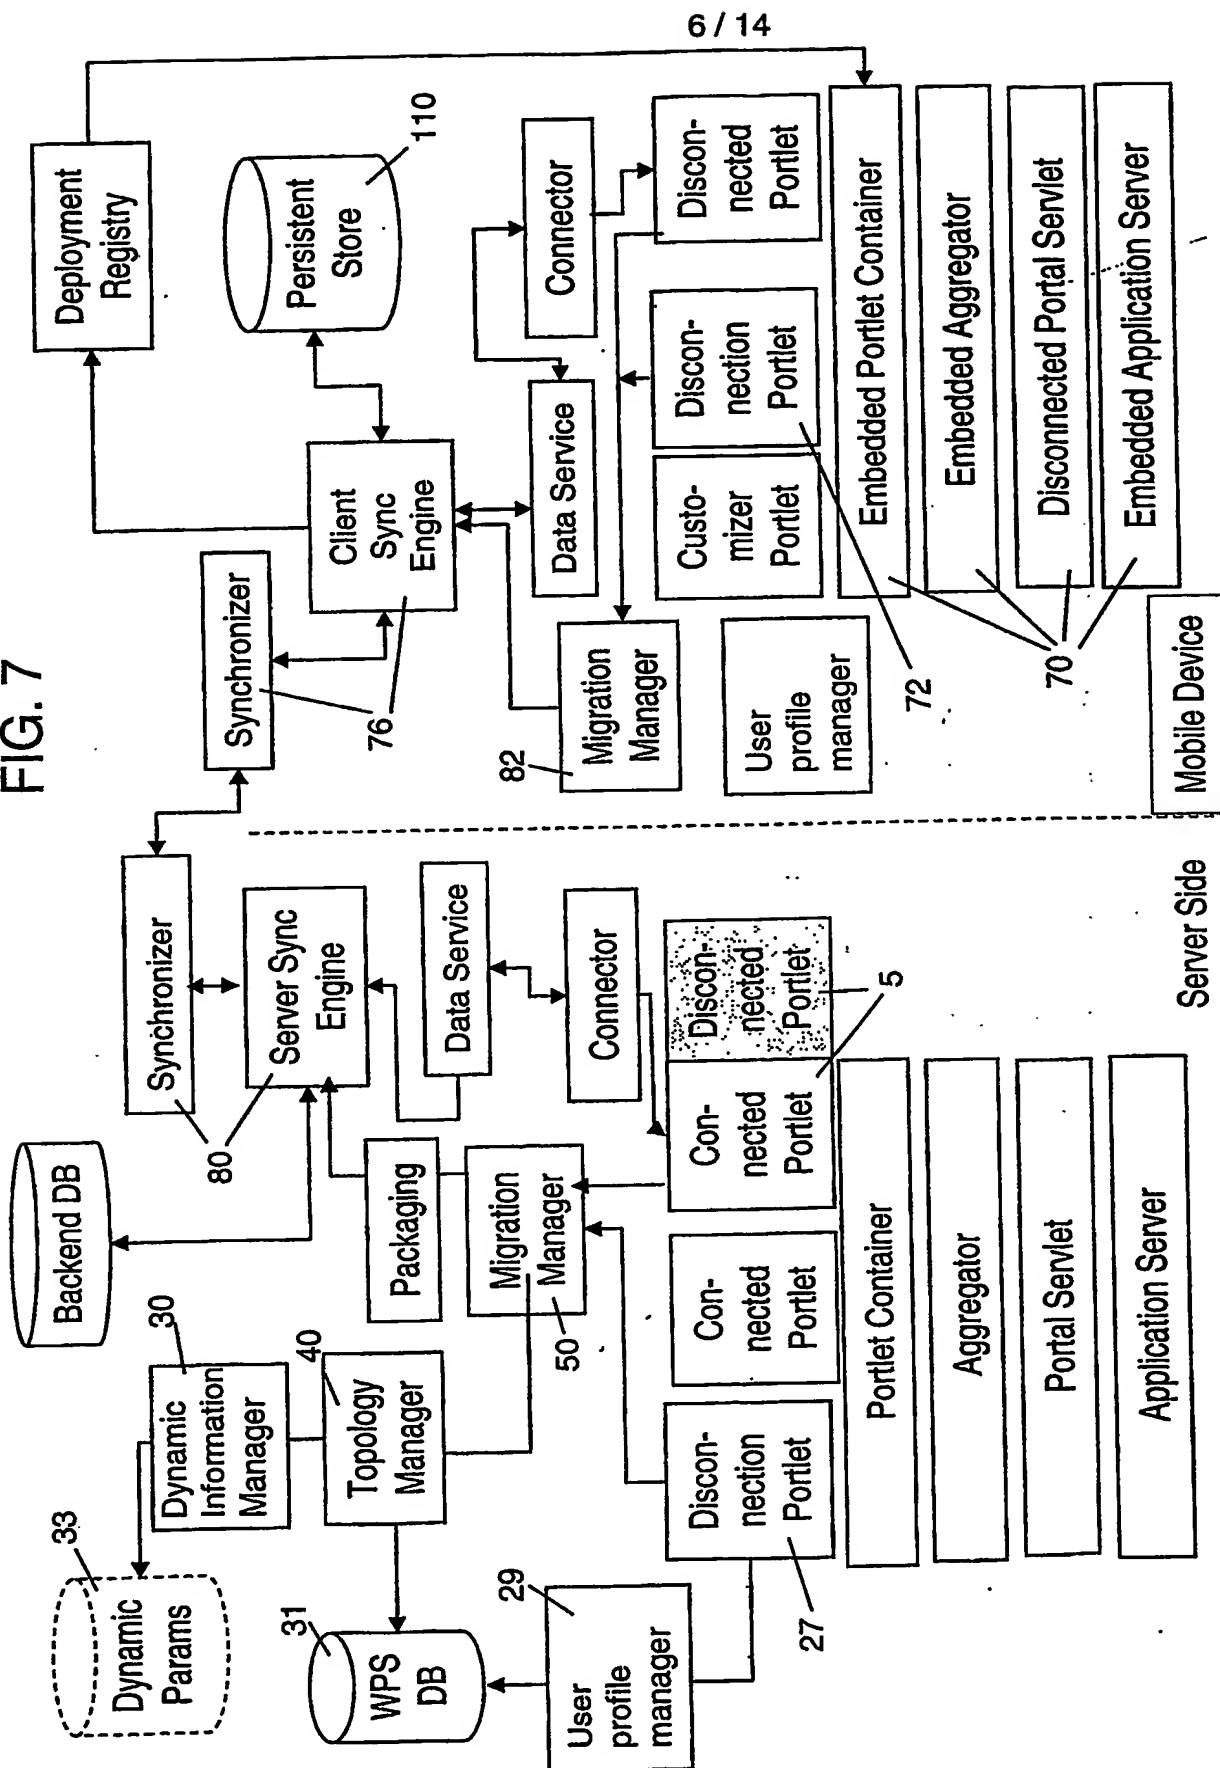 6 / 14
FIG. 7
Dynamic
Params
33
Dynamic
Information
Manager
30
Backend DB
Synchronizer
80
Server Sync
Engine
WPS
DB
31
Topology
Manager
40
Packaging
Data Service
User
profile
manager
29
Migration
Manager
50
Connector
Discon-
nection
Portlet
27
Con-
nected
Portlet
Con-
nected
Portlet
Discon-
nected
Portlet
5
Portlet Container
Aggregator
Portal Servlet
Application Server
Server Side
Synchronizer
76
Client
Sync
Engine
Deployment
Registry
Persistent
Store
110
Migration
Manager
82
Data Service
Connector
User
profile
manager
Custo-
mizer
Portlet
Discon-
nection
Portlet
72
Discon-
nected
Portlet
Embedded Portlet Container
Embedded Aggregator
Disconnected Portal Servlet
Embedded Application Server
70
Mobile Device